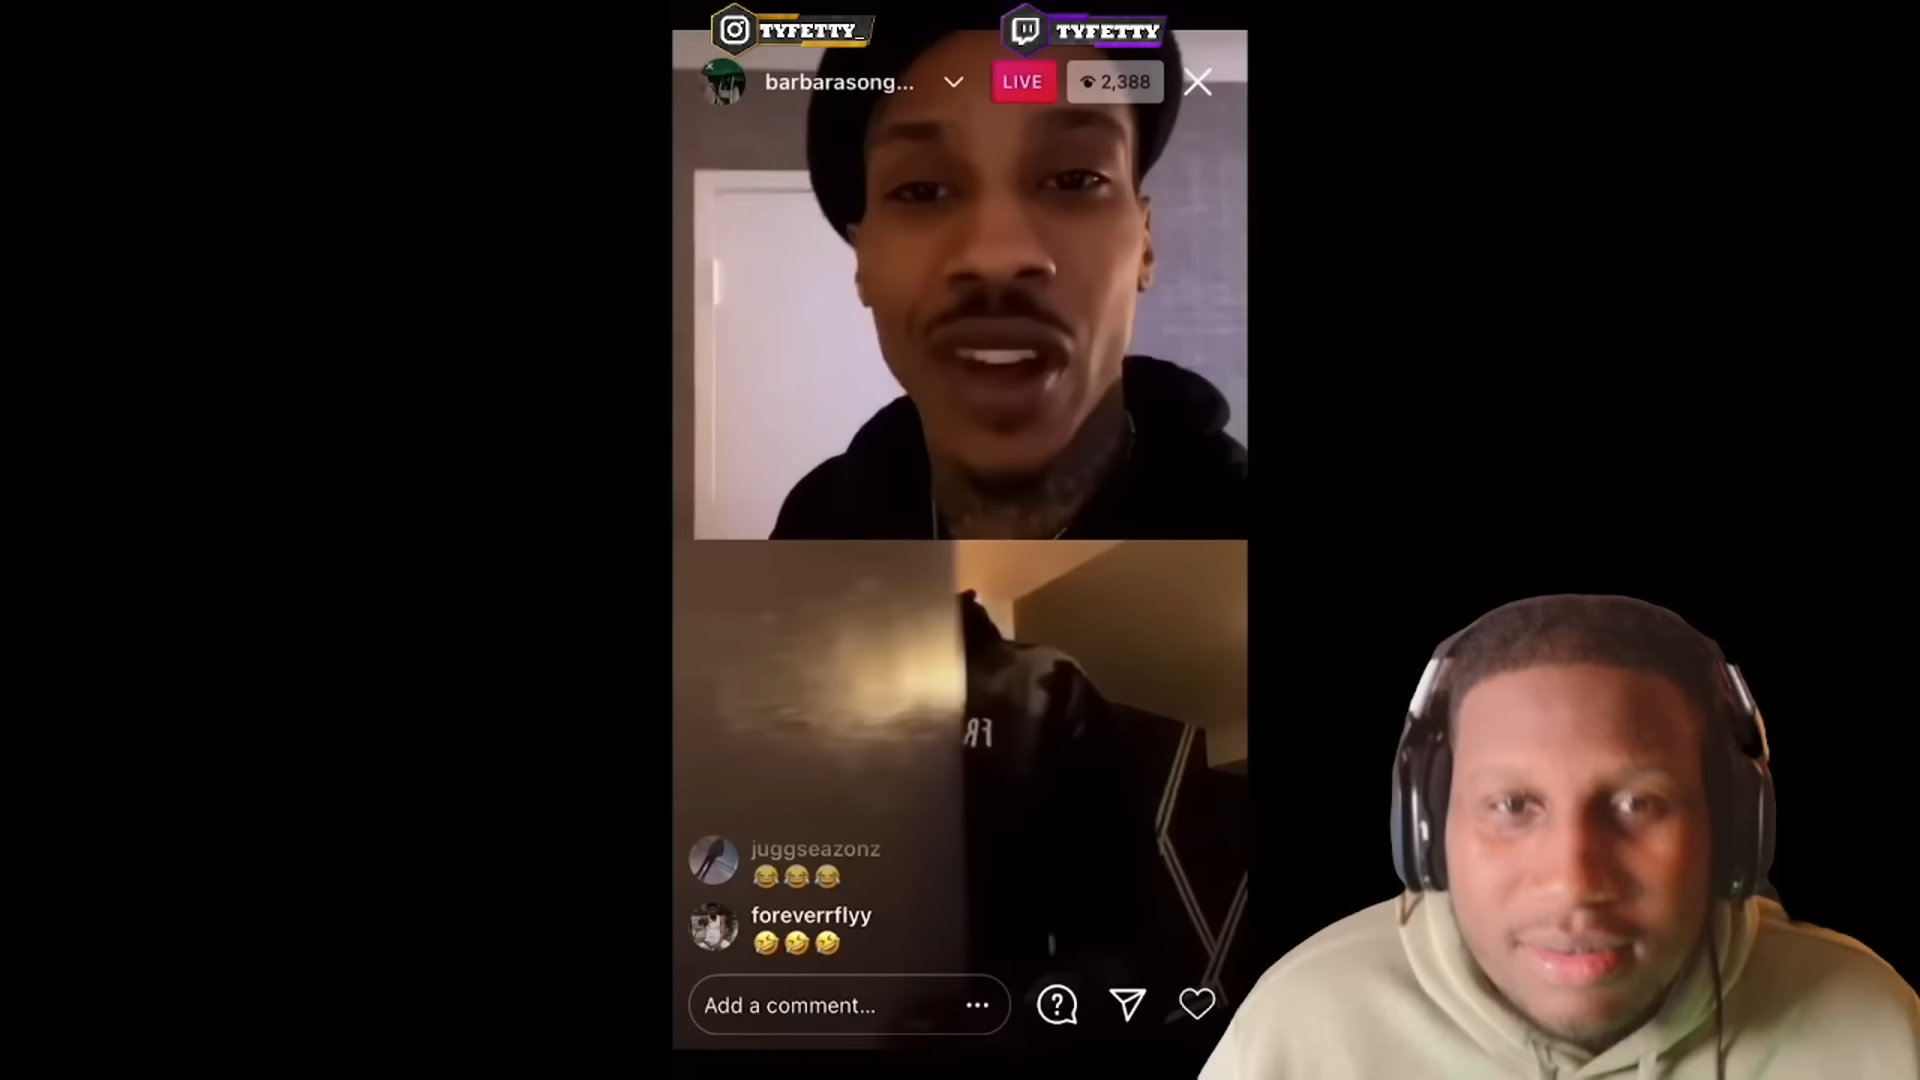 TYFETTY_
TYFETTY
barbarasong...
LIVE
2,388
juggseazonz
😂😂😂
foreverrflyy
🤣🤣🤣
Add a comment...